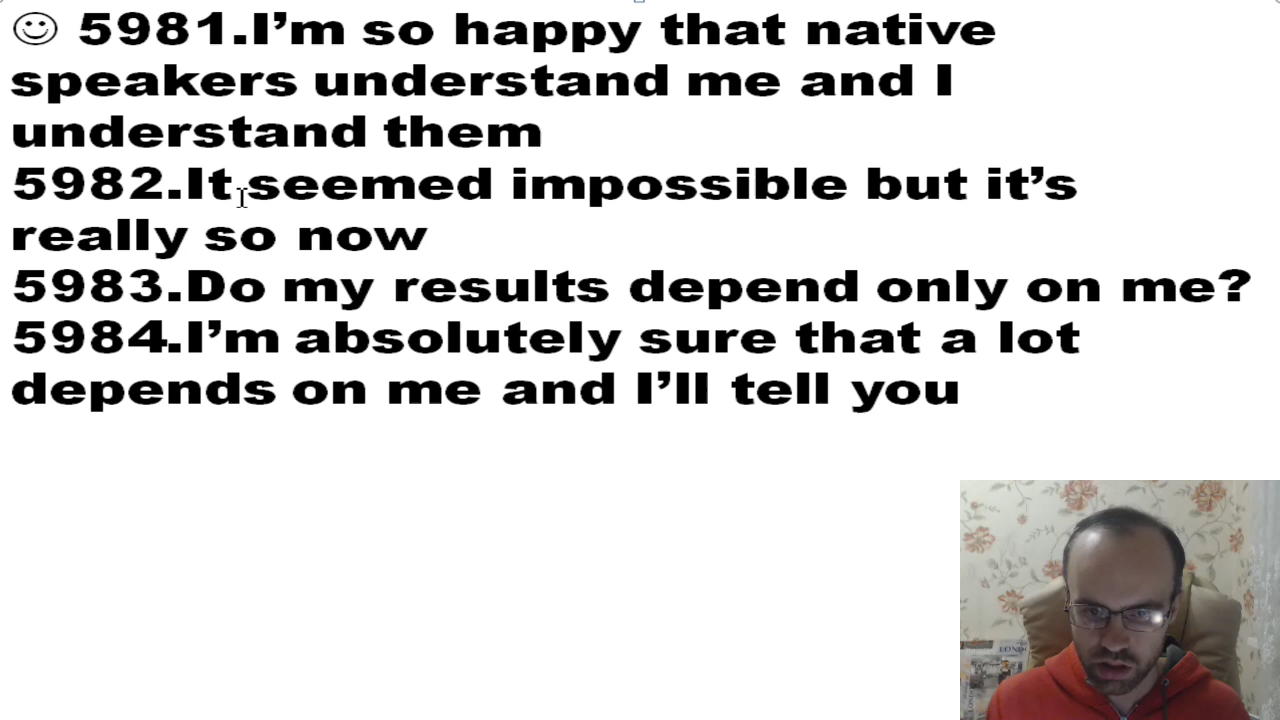 ☺ 5981.I’m so happy that native
speakers understand me and I
understand them
5982.It seemed impossible but it’s
really so now
5983.Do my results depend only on me?
5984.I’m absolutely sure that a lot
depends on me and I’ll tell you